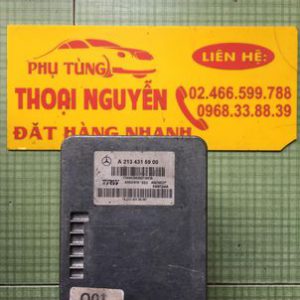 PHỤ TÙNG
THOẠI NGUYỄN
ĐẶT HÀNG NHANH
LIÊN HỆ:
02.466.599.788
0968.33.88.39
A 213 431 59 00
TRW
001